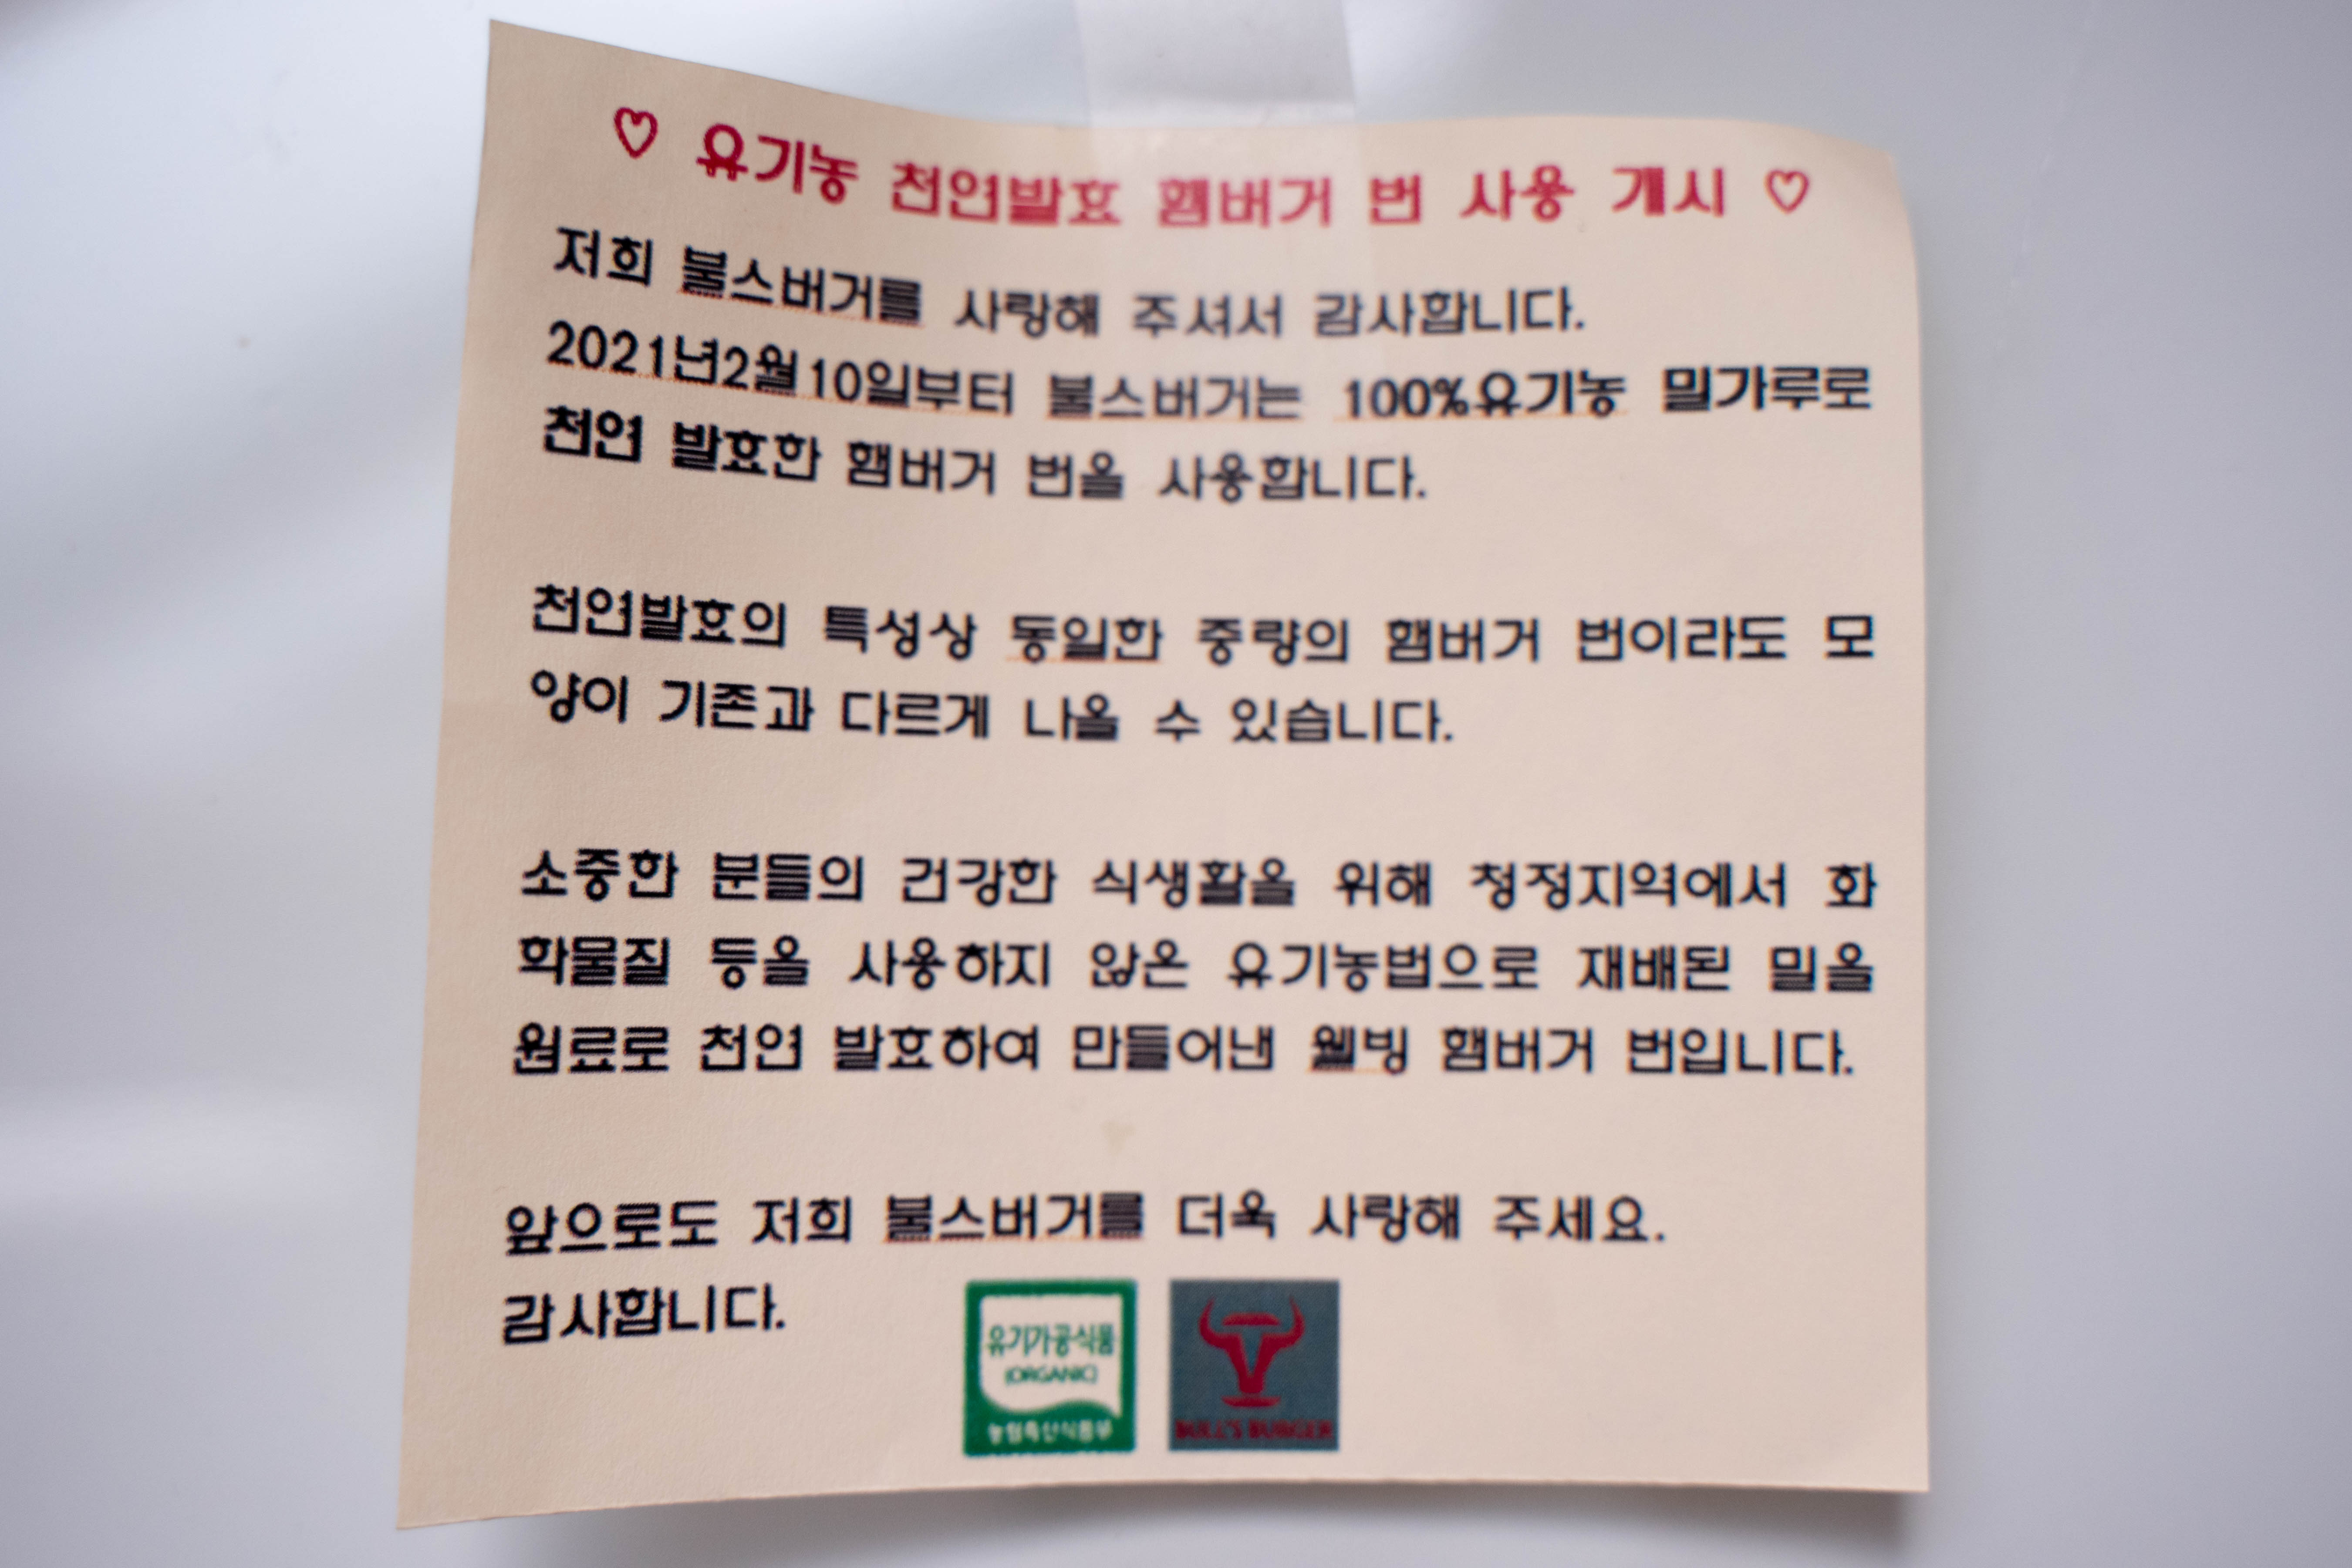 ♡ 유기농 천연발효 햄버거 번 사용 개시 ♡
저희 불스버거를 사랑해 주셔서 감사합니다.
2021년2월10일부터 불스버거는 100%유기농 밀가루로
천연 발효한 햄버거 번을 사용합니다.
천연발효의 특성상 동일한 중량의 햄버거 번이라도 모
양이 기존과 다르게 나올 수 있습니다.
소중한 분들의 건강한 식생활을 위해 청정지역에서 화
학물질 등을 사용하지 않은 유기농법으로 재배된 밀을
원료로 천연 발효하여 만들어낸 웰빙 햄버거 번입니다.
앞으로도 저희 불스버거를 더욱 사랑해 주세요.
감사합니다.
유기가공식품
(ORGANIC)
농림축산식품부
BULL'S BURGER